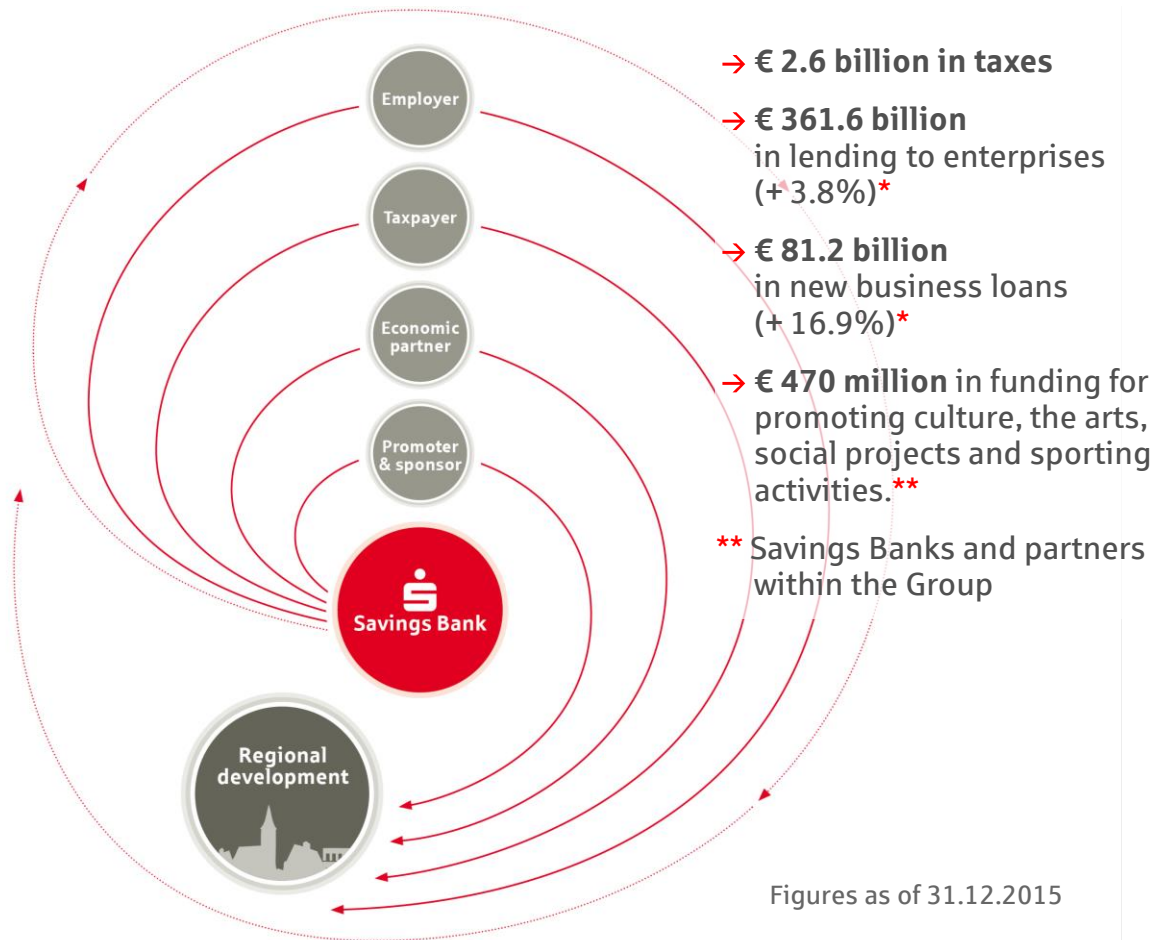 Employer
Taxpayer
Economic
partner
Promoter
& sponsor
Savings Bank
Regional
development
→ € 2.6 billion in taxes
→ € 361.6 billion
in lending to enterprises
(+ 3.8%)*
→ € 81.2 billion
in new business loans
(+ 16.9%)*
→ € 470 million in funding for
promoting culture, the arts,
social projects and sporting
activities.**
** Savings Banks and partners
within the Group
Figures as of 31.12.2015